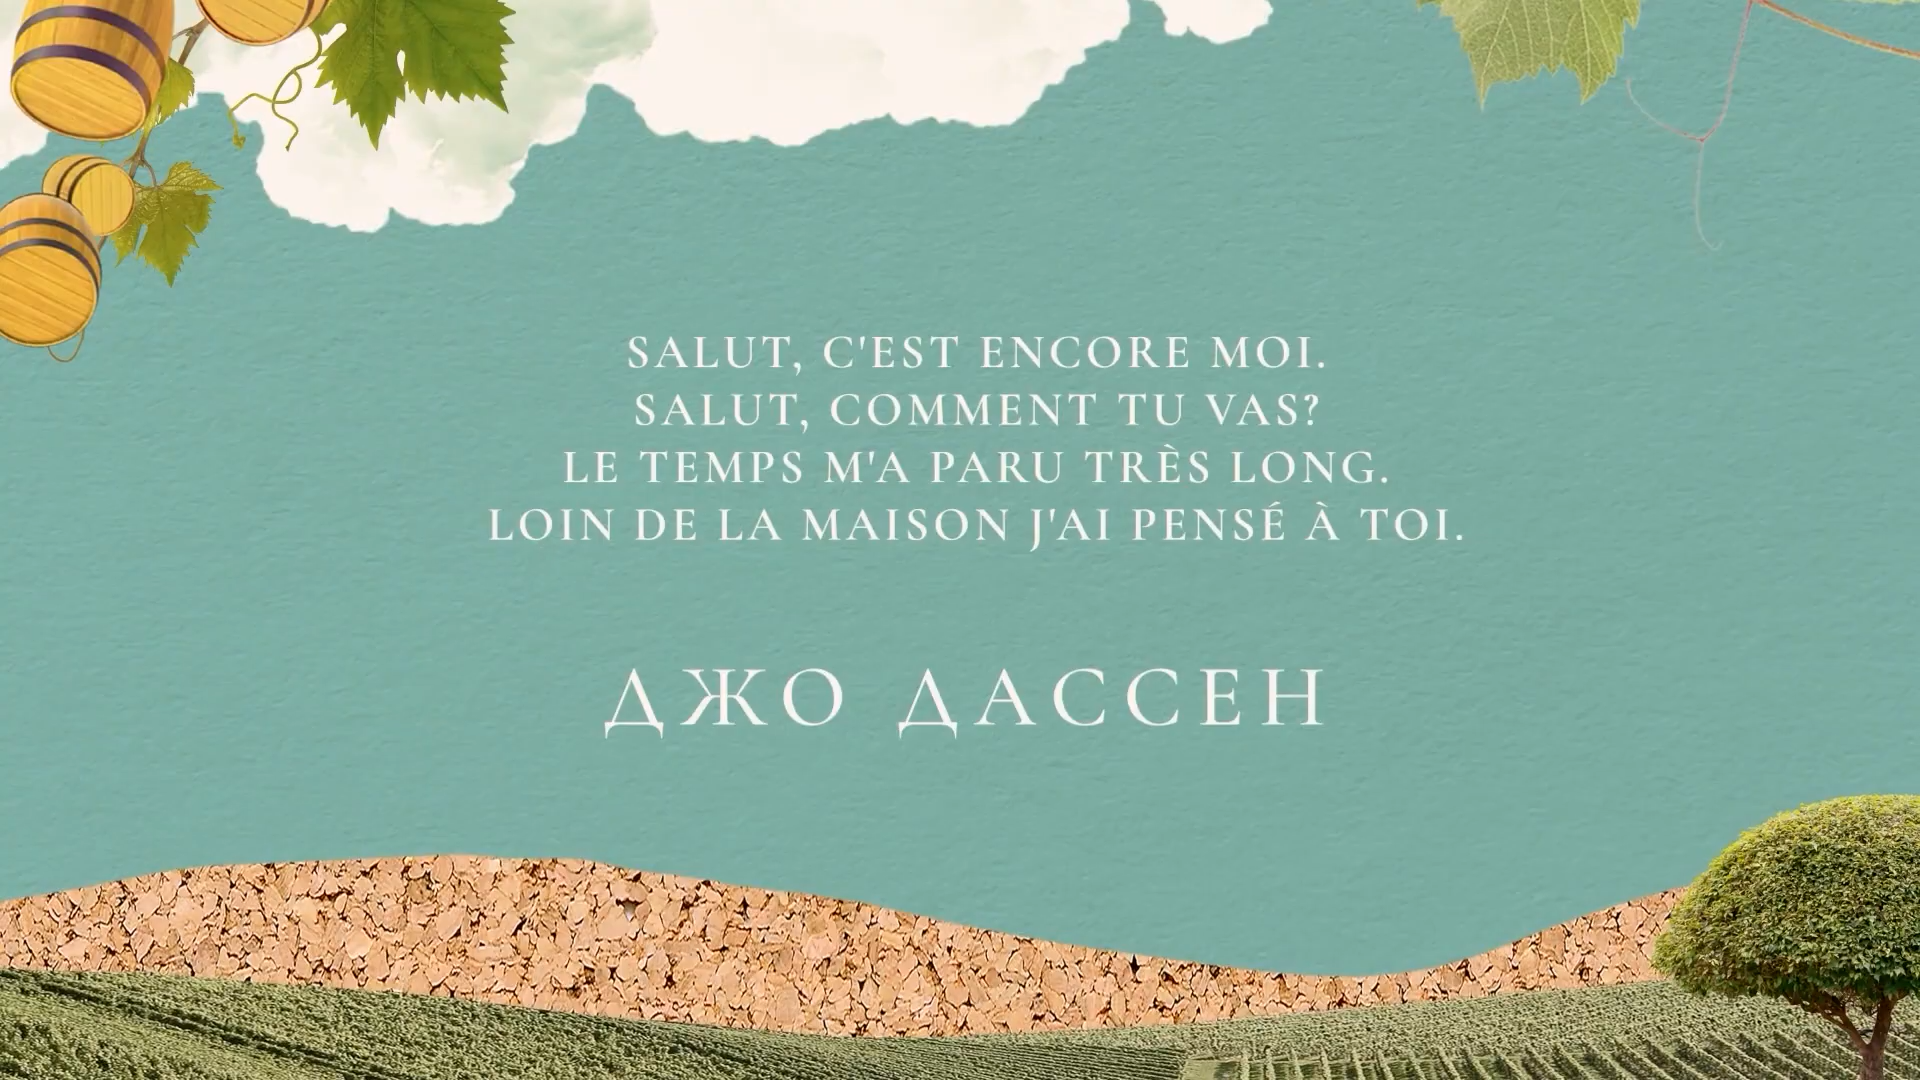 SALUT, C'EST ENCORE MOI.
SALUT, COMMENT TU VAS?
LE TEMPS M'A PARU TRÈS LONG.
LOIN DE LA MAISON J'AI PENSÉ À TOI.
ДЖО ДАССЕН